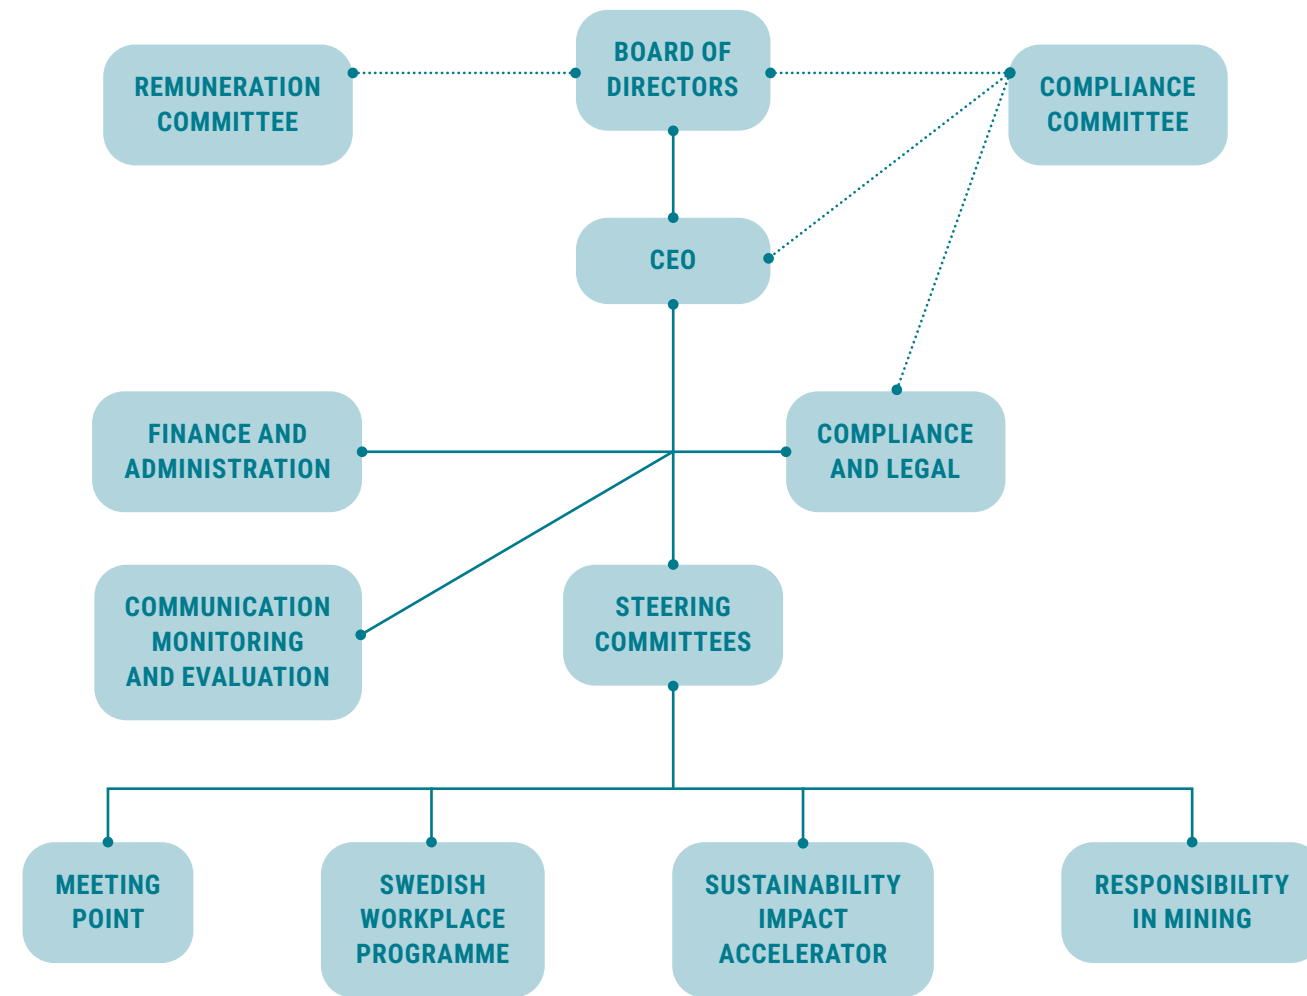 BOARD OF
DIRECTORS
REMUNERATION
COMMITTEE
COMPLIANCE
COMMITTEE
CEO
FINANCE AND
ADMINISTRATION
COMPLIANCE
AND LEGAL
COMMUNICATION
MONITORING
AND EVALUATION
STEERING
COMMITTEES
MEETING
POINT
SWEDISH
WORKPLACE
PROGRAMME
SUSTAINABILITY
IMPACT
ACCELERATOR
RESPONSIBILITY
IN MINING